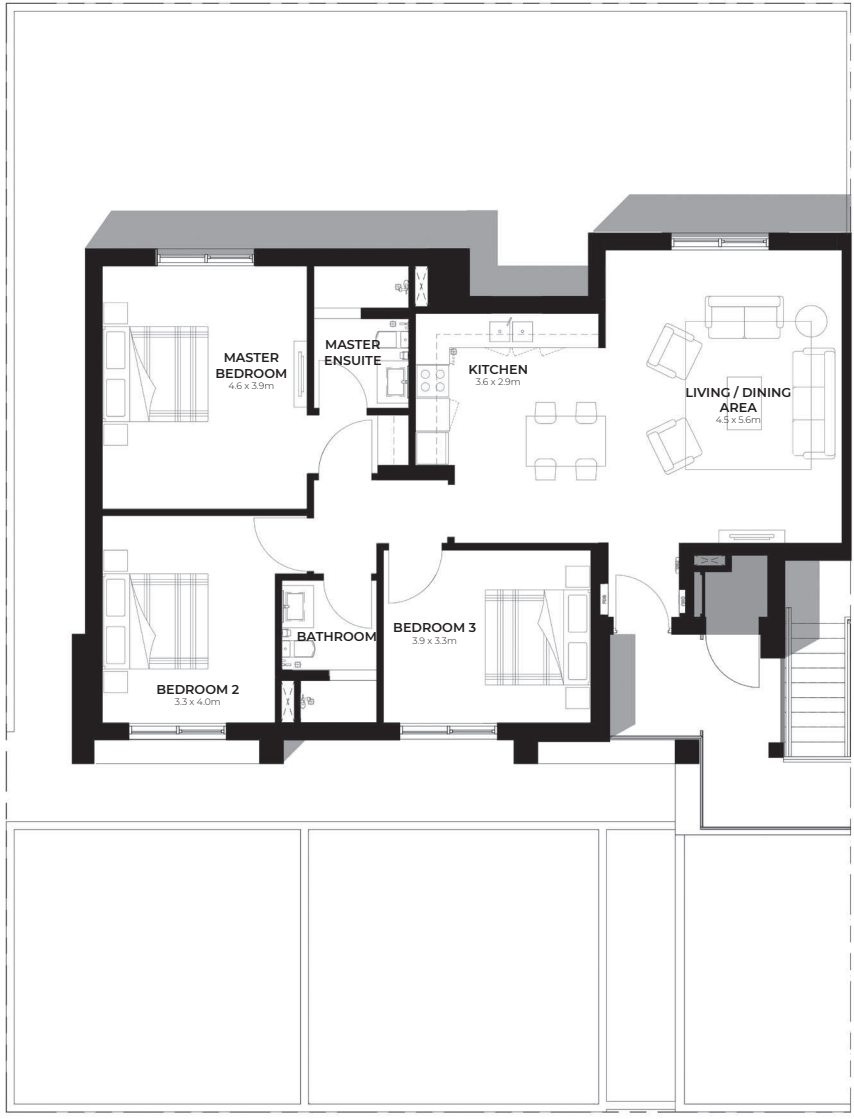 MASTER
BEDROOM
4.6 x 3.9m
MASTER
ENSUITE
KITCHEN
3.6 x 2.9m
LIVING / DINING
AREA
4.5 x 5.6m
BATHROOM
BEDROOM 3
3.9 x 3.3m
BEDROOM 2
3.3 x 4.0m